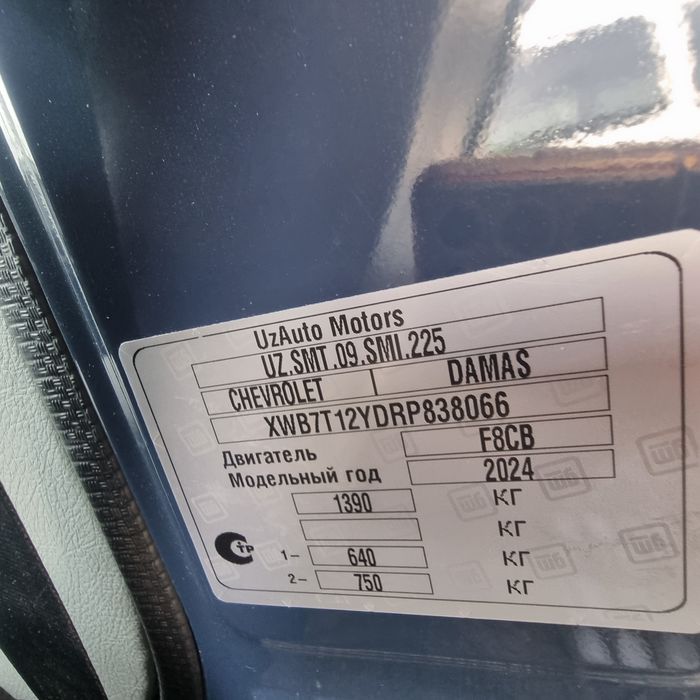 UzAuto Motors
UZ.SMT.09.SMI.225
CHEVROLET DAMAS
XWB7T12YDRP838066
Двигатель F8CB
Модельный год 2024
1390 КГ
КГ
1- 640 КГ
2- 750 КГ